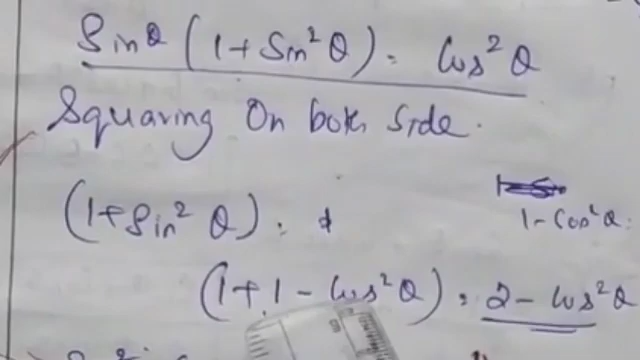 Sinθ (1 + Sin²θ) = Cos²θ
Squaring On both Side.
(1+Sin²θ) =
1 - Cos²θ
(1+1 - Cos²θ) = 2 - Cos²θ